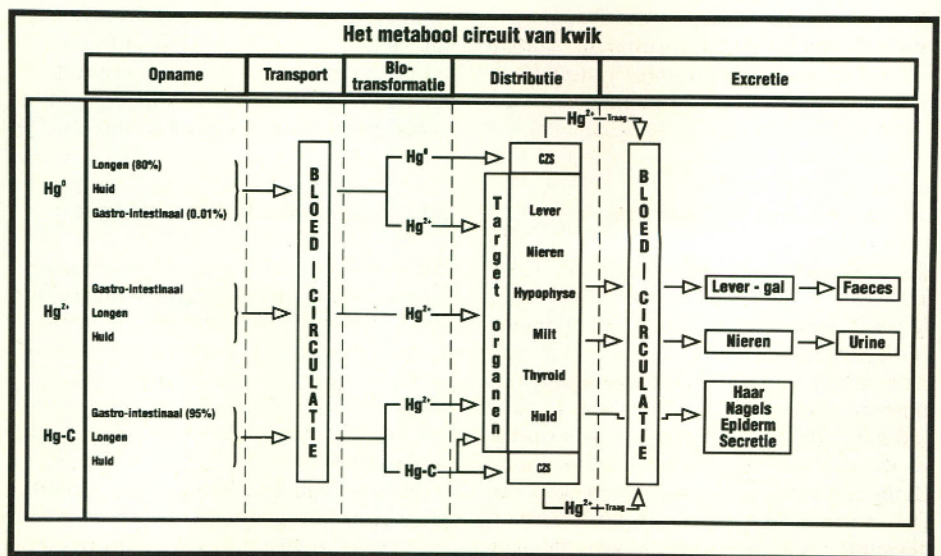 Het metabool circuit van kwik
Opname
Transport
Bio-
transformatie
Distributie
Excretie
Hg⁰
Longen (80%)
Huid
Gastro-intestinaal (0.01%)
Hg²⁺
Gastro-intestinaal
Longen
Huid
Hg-C
Gastro-intestinaal (95%)
Longen
Huid
BLOED | CIRCULATIE
Hg⁰
Hg²⁺
Hg²⁺
Hg²⁺
Hg-C
Target organen
CZS
Lever
Nieren
Hypophyse
Milt
Thyroid
Huid
CZS
Hg²⁺ Traag
Hg²⁺ Traag
BLOED | CIRCULATIE
Lever - gal
Faeces
Nieren
Urine
Haar
Nagels
Epiderm
Secretie